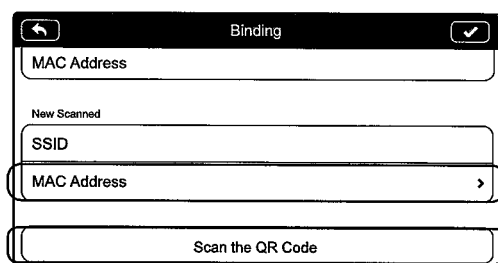 Binding
MAC Address
New Scanned
SSID
MAC Address
Scan the QR Code